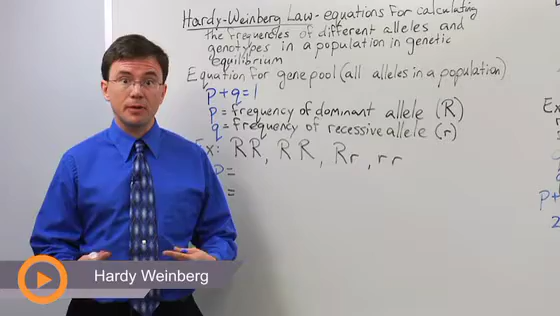 Hardy-Weinberg Law- equations for calculating
the frequencies of different alleles and
genotypes in a population in genetic
equilibrium
Equation for gene pool (all alleles in a population)
p+q=1
p = frequency of dominant allele (R)
q = frequency of recessive allele (r)
Ex: RR, RR, Rr, rr
p=
=
Ex
p+
2
Hardy Weinberg